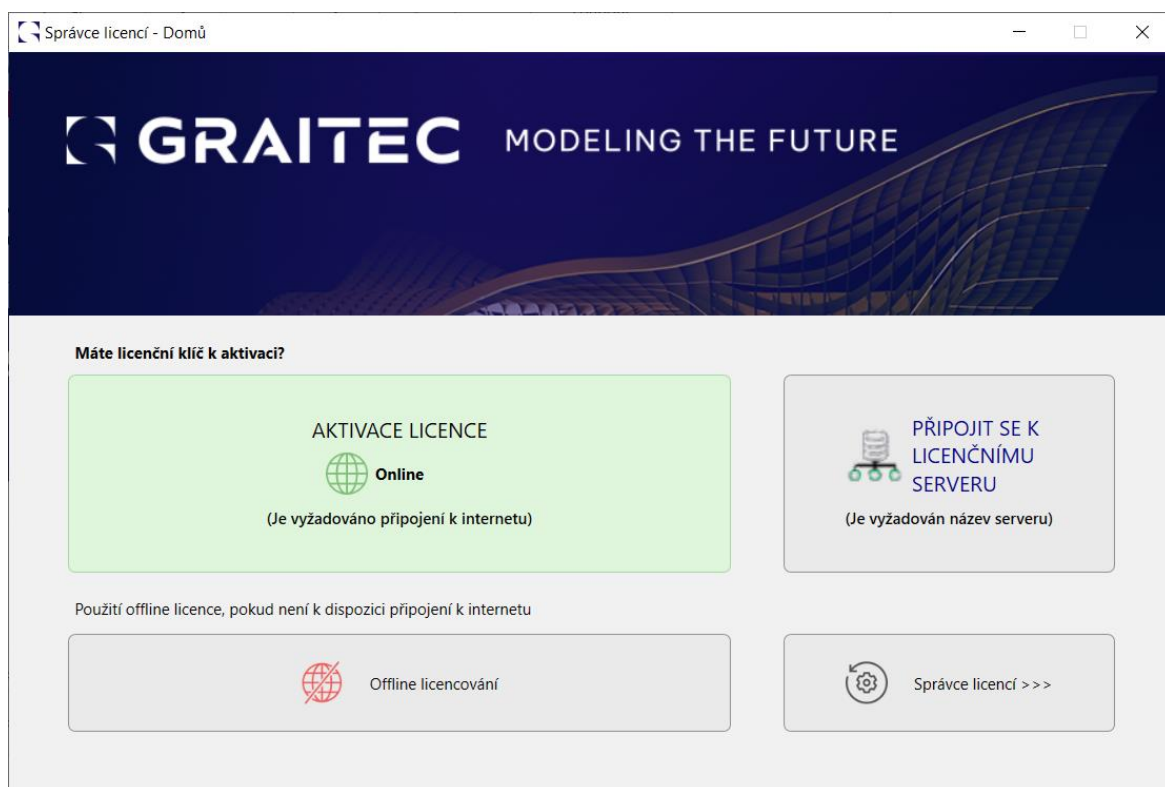 Správce licencí - Domů
GRAITEC MODELING THE FUTURE
Máte licenční klíč k aktivaci?
AKTIVACE LICENCE
Online
(Je vyžadováno připojení k internetu)
PŘIPOJIT SE K
LICENČNÍMU
SERVERU
(Je vyžadován název serveru)
Použití offline licence, pokud není k dispozici připojení k internetu
Offline licencování
Správce licencí >>>